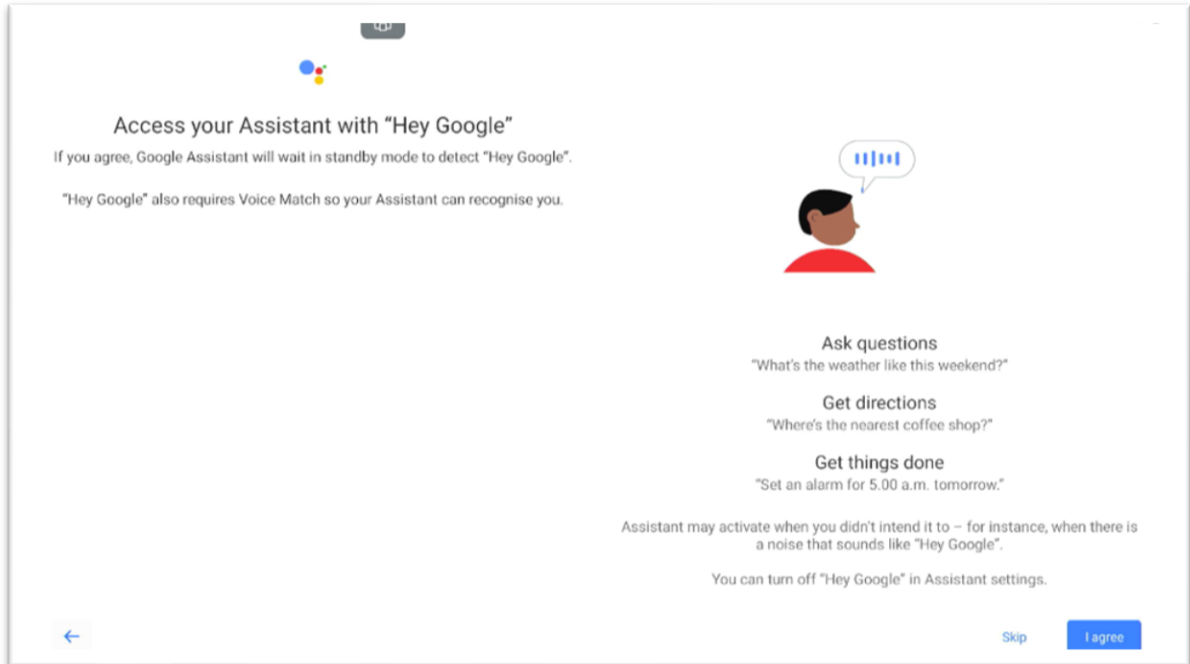 Access your Assistant with “Hey Google”
If you agree, Google Assistant will wait in standby mode to detect “Hey Google”.
“Hey Google” also requires Voice Match so your Assistant can recognise you.
Ask questions
“What's the weather like this weekend?”
Get directions
“Where's the nearest coffee shop?”
Get things done
“Set an alarm for 5.00 a.m. tomorrow.”
Assistant may activate when you didn't intend it to – for instance, when there is
a noise that sounds like “Hey Google”.
You can turn off “Hey Google” in Assistant settings.
Skip
I agree